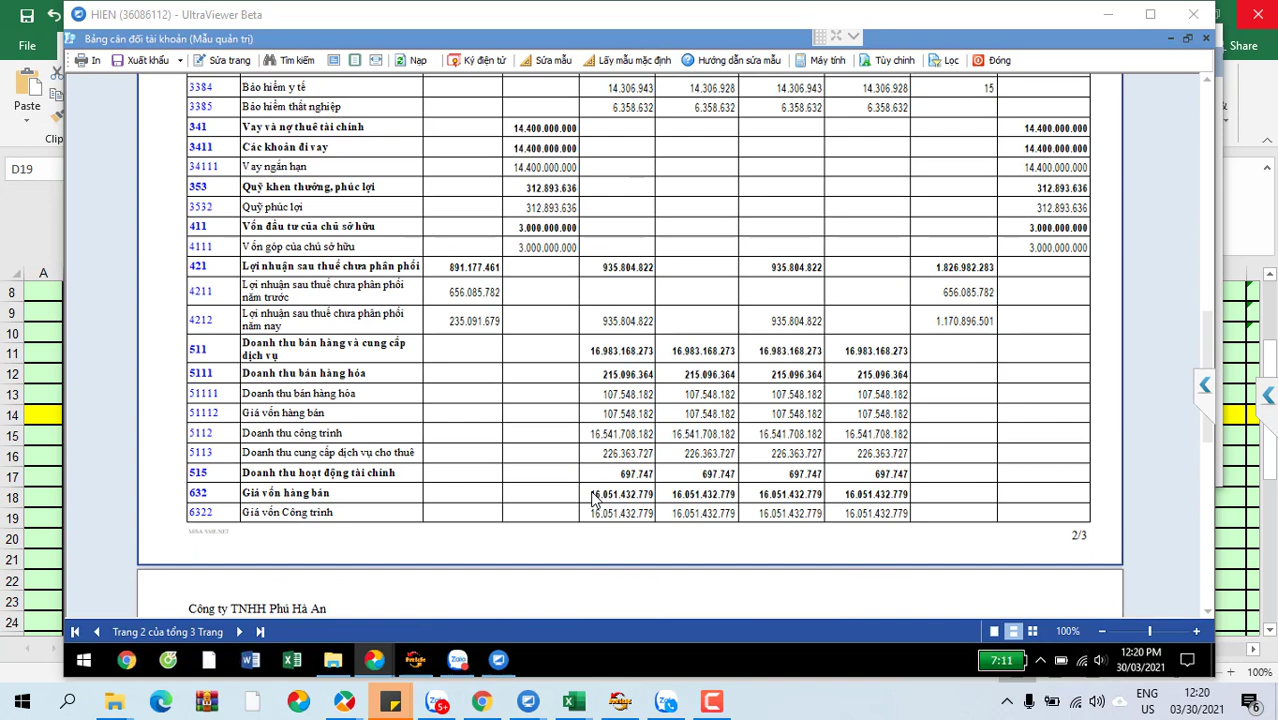 HIEN (36086112) - UltraViewer Beta
Bảng cân đối tài khoản (Mẫu quản trị)
File
Share
In Xuất khẩu Sửa trang Tìm kiếm Nạp Ký điện tử Sửa mẫu Lấy mẫu mặc định Hướng dẫn sửa mẫu Máy tính Tùy chỉnh Lọc Đóng
Paste
Clip
D19
A
8
9
10
11
12
13
14
15
16
17
18
19
20
21
22
23
24
3384 Bảo hiểm y tế 14.306.943 14.306.928 14.306.943 14.306.928 15
3385 Bảo hiểm thất nghiệp 6.358.632 6.358.632 6.358.632 6.358.632
341 Vay và nợ thuê tài chính 14.400.000.000 14.400.000.000
3411 Các khoản đi vay 14.400.000.000 14.400.000.000
34111 Vay ngắn hạn 14.400.000.000 14.400.000.000
353 Quỹ khen thưởng, phúc lợi 312.893.636 312.893.636
3532 Quỹ phúc lợi 312.893.636 312.893.636
411 Vốn đầu tư của chủ sở hữu 3.000.000.000 3.000.000.000
4111 Vốn góp của chủ sở hữu 3.000.000.000 3.000.000.000
421 Lợi nhuận sau thuế chưa phân phối 891.177.461 935.804.822 935.804.822 1.826.982.283
4211 Lợi nhuận sau thuế chưa phân phối năm trước 656.085.782 656.085.782
4212 Lợi nhuận sau thuế chưa phân phối năm nay 235.091.679 935.804.822 935.804.822 1.170.896.501
511 Doanh thu bán hàng và cung cấp dịch vụ 16.983.168.273 16.983.168.273 16.983.168.273 16.983.168.273
5111 Doanh thu bán hàng hóa 215.096.364 215.096.364 215.096.364 215.096.364
51111 Doanh thu bán hàng hóa 107.548.182 107.548.182 107.548.182 107.548.182
51112 Giá vốn hàng bán 107.548.182 107.548.182 107.548.182 107.548.182
5112 Doanh thu công trình 16.541.708.182 16.541.708.182 16.541.708.182 16.541.708.182
5113 Doanh thu cung cấp dịch vụ cho thuê 226.363.727 226.363.727 226.363.727 226.363.727
515 Doanh thu hoạt động tài chính 697.747 697.747 697.747 697.747
632 Giá vốn hàng bán 16.051.432.779 16.051.432.779 16.051.432.779 16.051.432.779
6322 Giá vốn Công trình 16.051.432.779 16.051.432.779 16.051.432.779 16.051.432.779
MISA SME.NET 2/3
Công ty TNHH Phú Hà An
Trang 2 của tổng 3 Trang 100%
7:11 12:20 PM
30/03/2021
100%
ENG 12:20
US 03/30/2021
5+
6